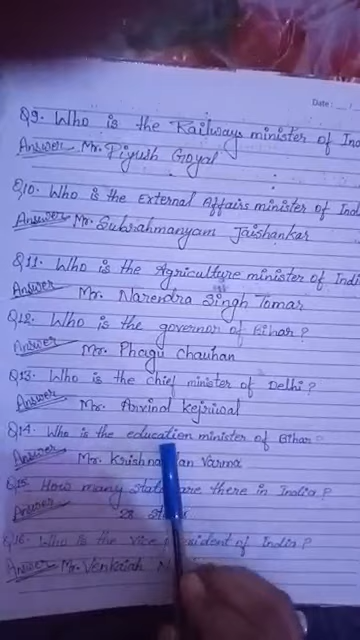 Date:
Q9. Who is the Railways minister of Ind
Answer Mr. Piyush Goyal
Q10. Who is the External Affairs minister of Ind
Answer Mr. Subrahmanyam Jaishankar
Q11. Who is the Agriculture minister of Indi
Answer Mr. Narendra Singh Tomar
Q12. Who is the governor of Bihar?
Answer Mr. Phagu Chauhan
Q13. Who is the chief minister of Delhi?
Answer Mr. Arvind kejriwal
Q14. Who is the education minister of Bihar?
Answer Mr. Krishna an Varma
Q15. How many state are there in India?
Answer 28
Q16. Who is the vice ident of India?
Answer Mr. Venkaiah N